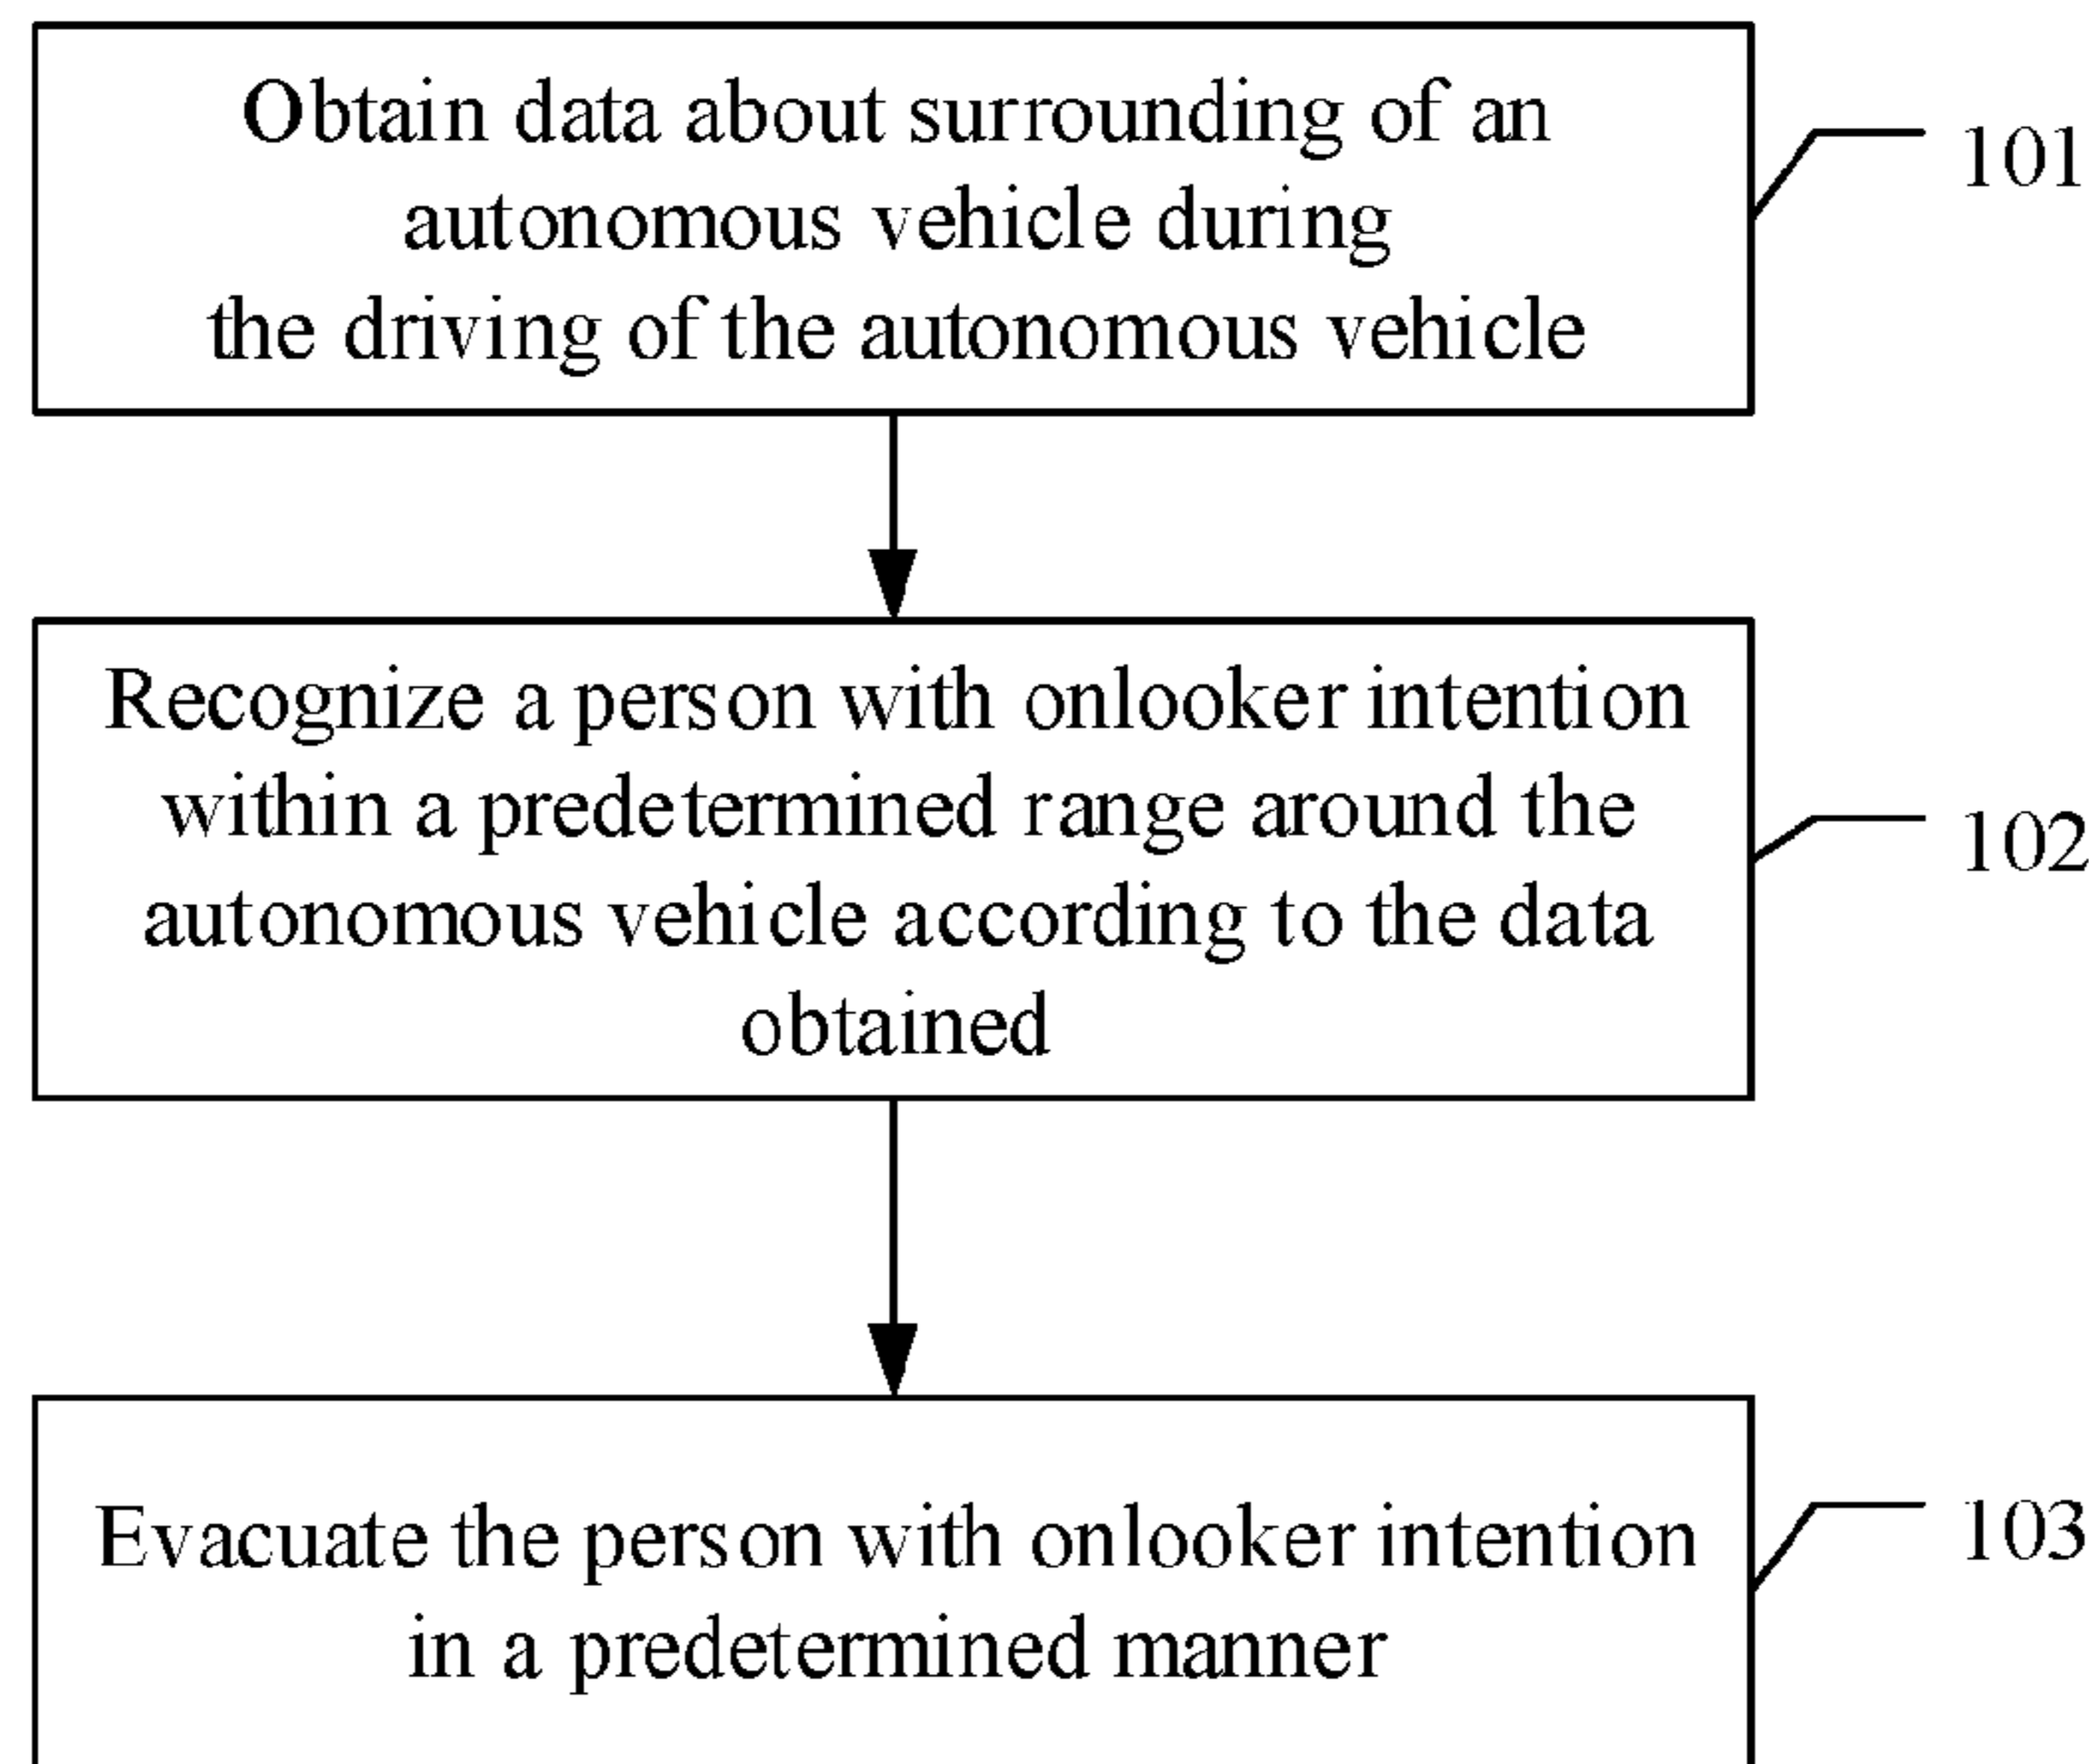 Obtain data about surrounding of an
autonomous vehicle during
the driving of the autonomous vehicle
101
Recognize a person with onlooker intention
within a predetermined range around the
autonomous vehicle according to the data
obtained
102
Evacuate the person with onlooker intention
in a predetermined manner
103